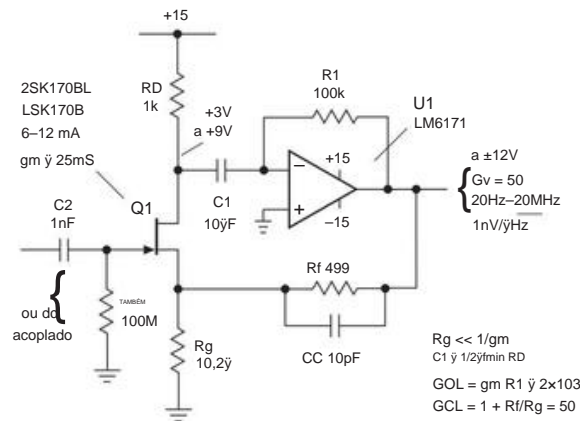 +15
2SK170BL
LSK170B
6–12 mA
gm ÿ 25mS
RD
1k
+3V
a +9V
R1
100k
U1
LM6171
+15
–15
–
+
a ±12V
Gv = 50
20Hz–20MHz
1nV/ÿHz
C2
1nF
Q1
C1
10ÿF
ou do
acoplado
TAMBÉM
100M
Rf 499
CC 10pF
Rg
10,2ÿ
Rg << 1/gm
C1 ÿ 1/2ÿfmin RD
GOL = gm R1 ÿ 2×103
GCL = 1 + Rf/Rg = 50